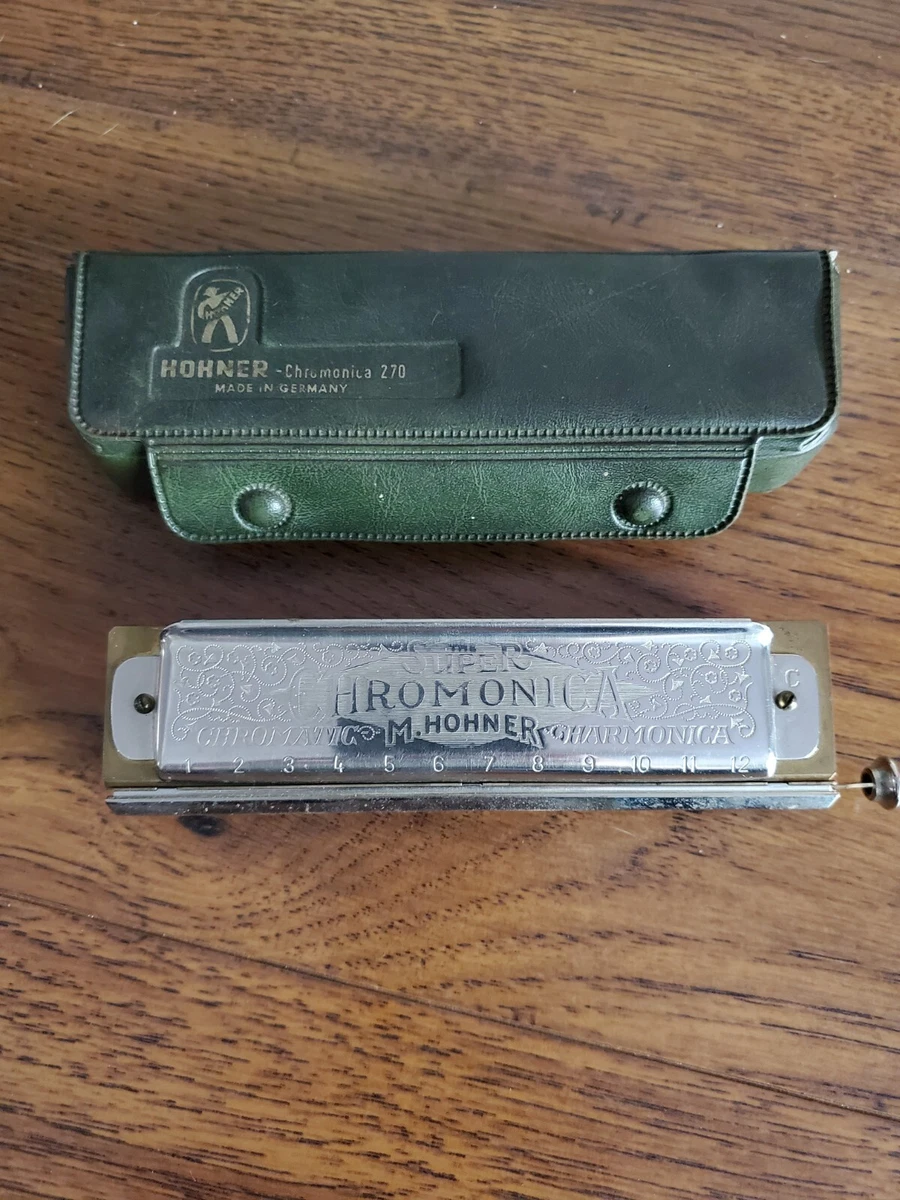 HOHNER
HOHNER - Chromonica 270
MADE IN GERMANY
THE
SUPER
CHROMONICA
CHROMATIC M. HOHNER HARMONICA
C
1 2 3 4 5 6 7 8 9 10 11 12